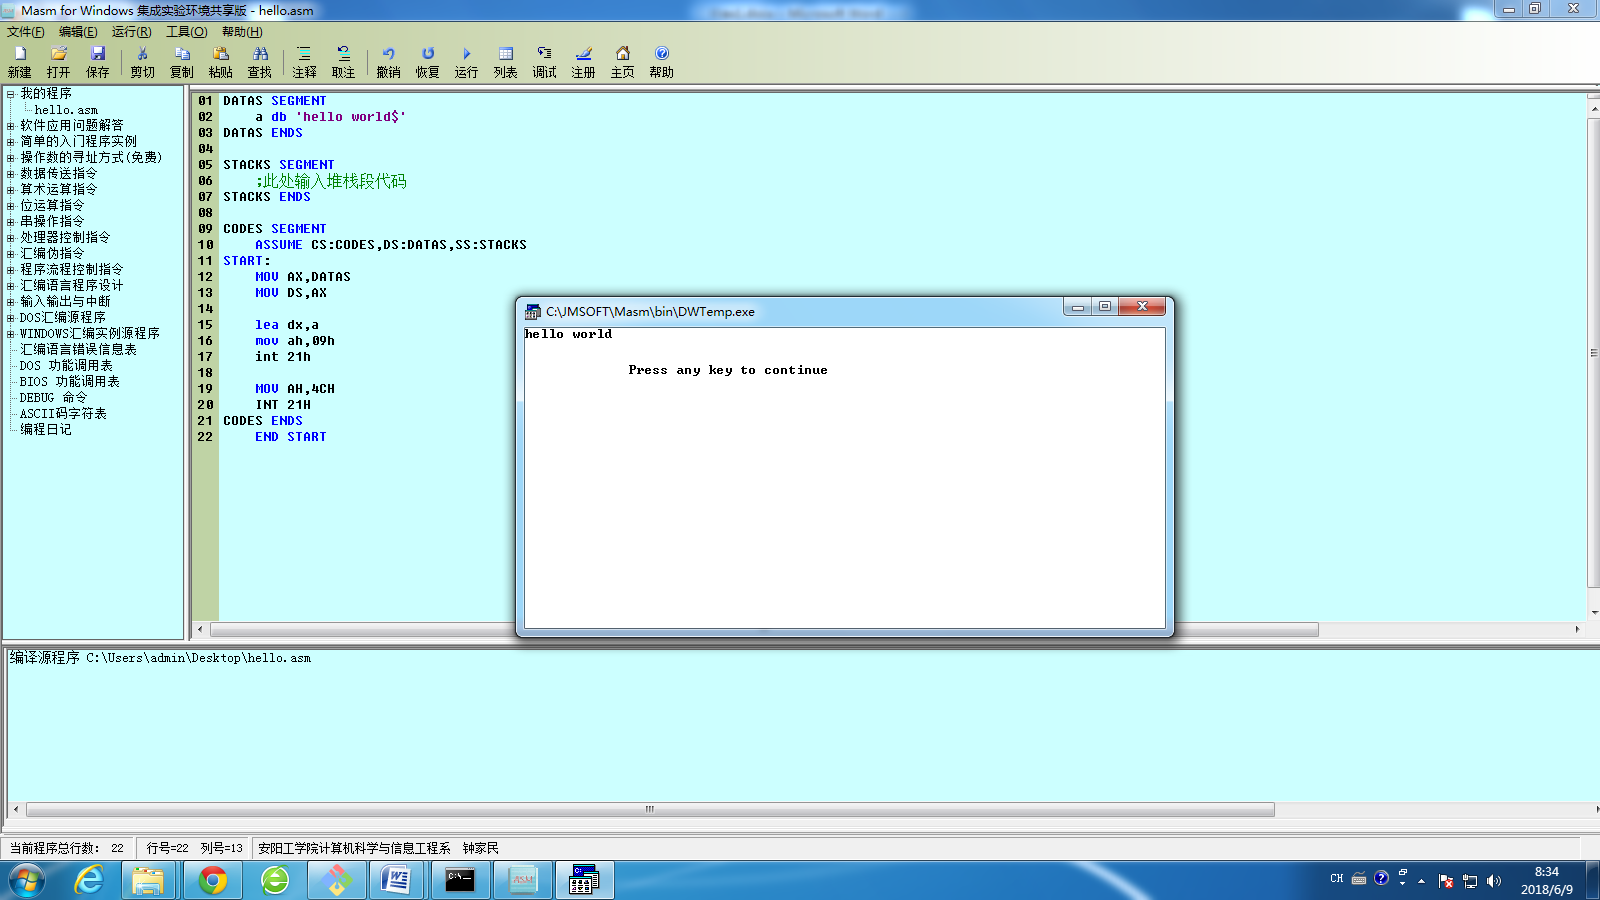 Masm for Windows 集成实验环境共享版 - hello.asm
文件(F) 编辑(E) 运行(R) 工具(O) 帮助(H)
新建 打开 保存 剪切 复制 粘贴 查找 注释 取注 撤销 恢复 运行 列表 调试 注册 主页 帮助
我的程序
hello.asm
软件应用问题解答
简单的入门程序实例
操作数的寻址方式(免费)
数据传送指令
算术运算指令
位运算指令
串操作指令
处理器控制指令
汇编伪指令
程序流程控制指令
汇编语言程序设计
输入输出与中断
DOS汇编源程序
WINDOWS汇编实例源程序
汇编语言错误信息表
DOS 功能调用表
BIOS 功能调用表
DEBUG 命令
ASCII码字符表
编程日记
01 DATAS SEGMENT
02 a db 'hello world$'
03 DATAS ENDS
04
05 STACKS SEGMENT
06 ;此处输入堆栈段代码
07 STACKS ENDS
08
09 CODES SEGMENT
10 ASSUME CS:CODES,DS:DATAS,SS:STACKS
11 START:
12 MOV AX,DATAS
13 MOV DS,AX
14
15 lea dx,a
16 mov ah,09h
17 int 21h
18
19 MOV AH,4CH
20 INT 21H
21 CODES ENDS
22 END START
C:\JMSOFT\Masm\bin\DWTemp.exe
hello world
Press any key to continue
编译源程序 C:\Users\admin\Desktop\hello.asm
当前程序总行数: 22 行号=22 列号=13 安阳工学院计算机科学与信息工程系 钟家民
C:\
ASM
CH
8:34
2018/6/9